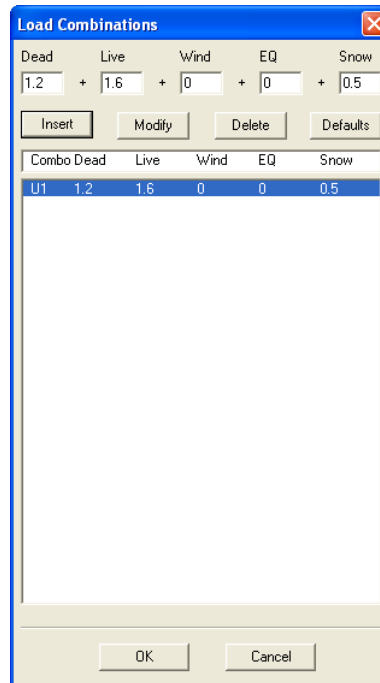 Load Combinations
Dead Live Wind EQ Snow
1.2 + 1.6 + 0 + 0 + 0.5
Insert Modify Delete Defaults
Combo Dead Live Wind EQ Snow
U1 1.2 1.6 0 0 0.5
OK Cancel